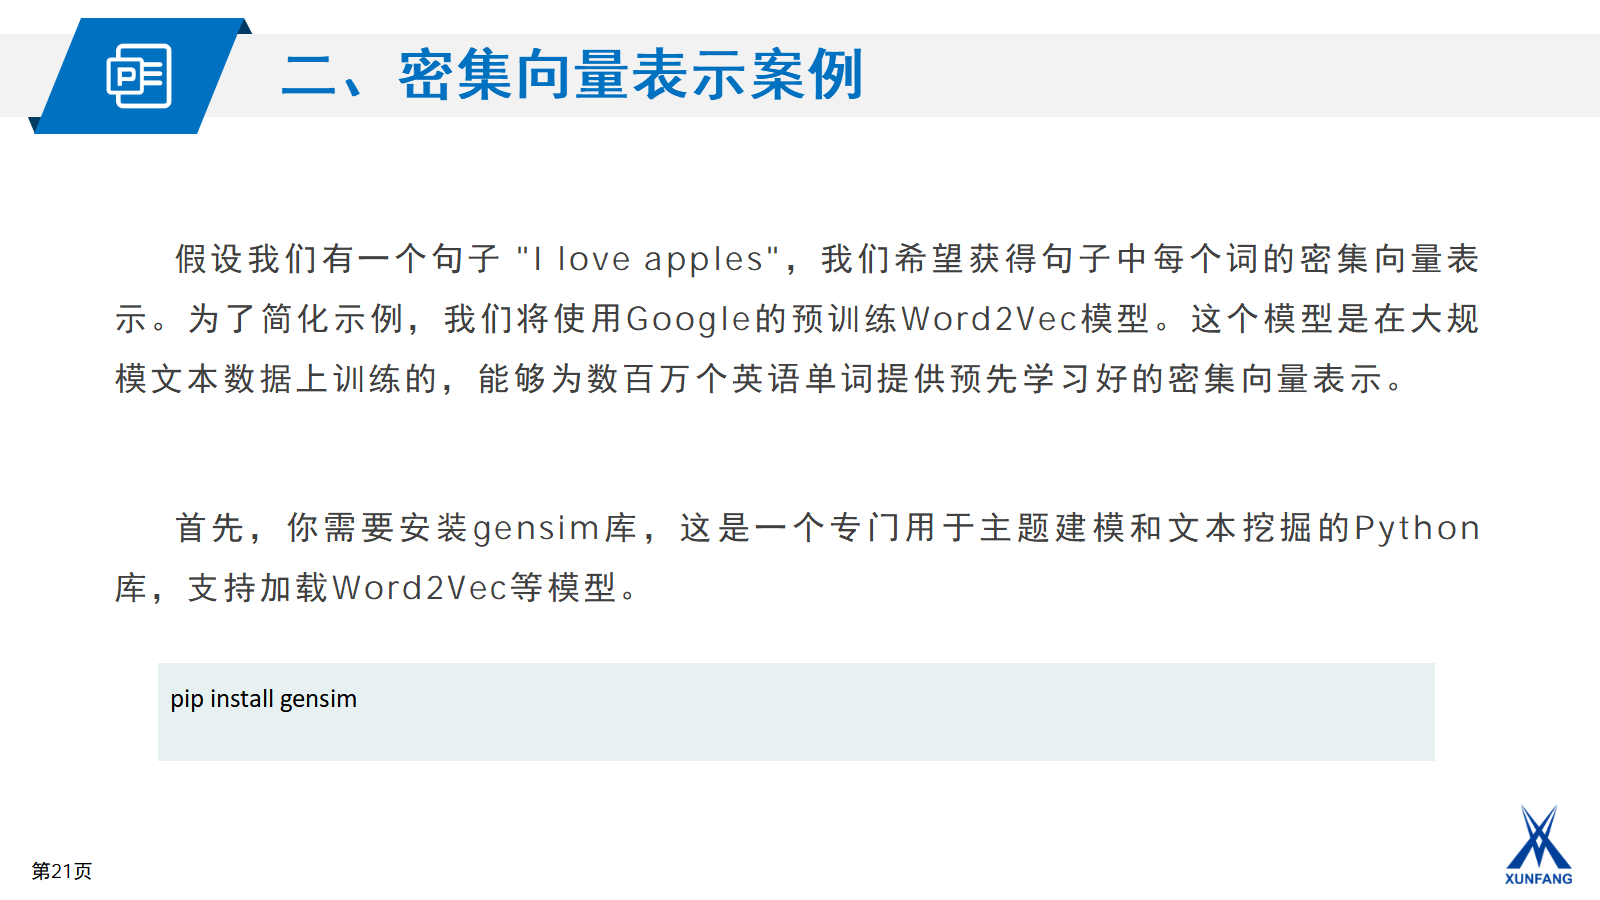 二、密集向量表示案例
假设我们有一个句子 "I love apples"，我们希望获得句子中每个词的密集向量表
示。为了简化示例，我们将使用Google的预训练Word2Vec模型。这个模型是在大规
模文本数据上训练的，能够为数百万个英语单词提供预先学习好的密集向量表示。
首先，你需要安装gensim库，这是一个专门用于主题建模和文本挖掘的Python
库，支持加载Word2Vec等模型。
pip install gensim
第21页
XUNFANG